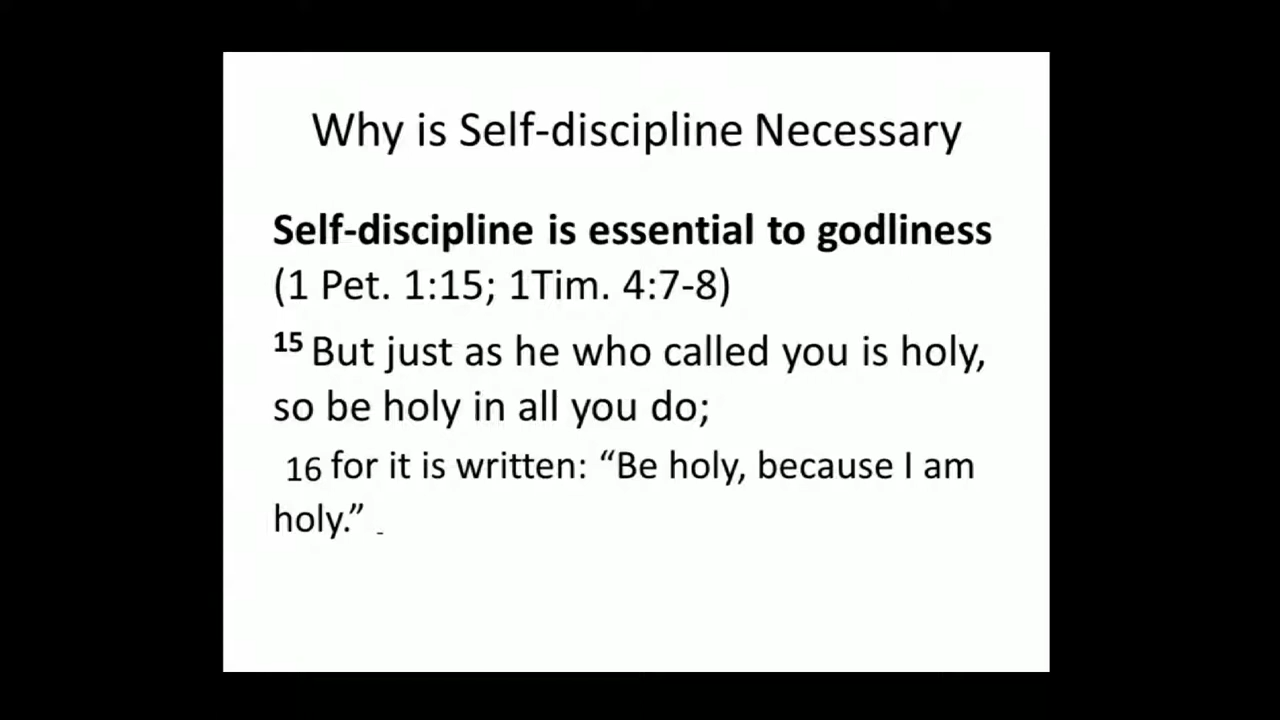 Why is Self-discipline Necessary
Self-discipline is essential to godliness
(1 Pet. 1:15; 1Tim. 4:7-8)
15 But just as he who called you is holy,
so be holy in all you do;
16 for it is written: “Be holy, because I am
holy.” -